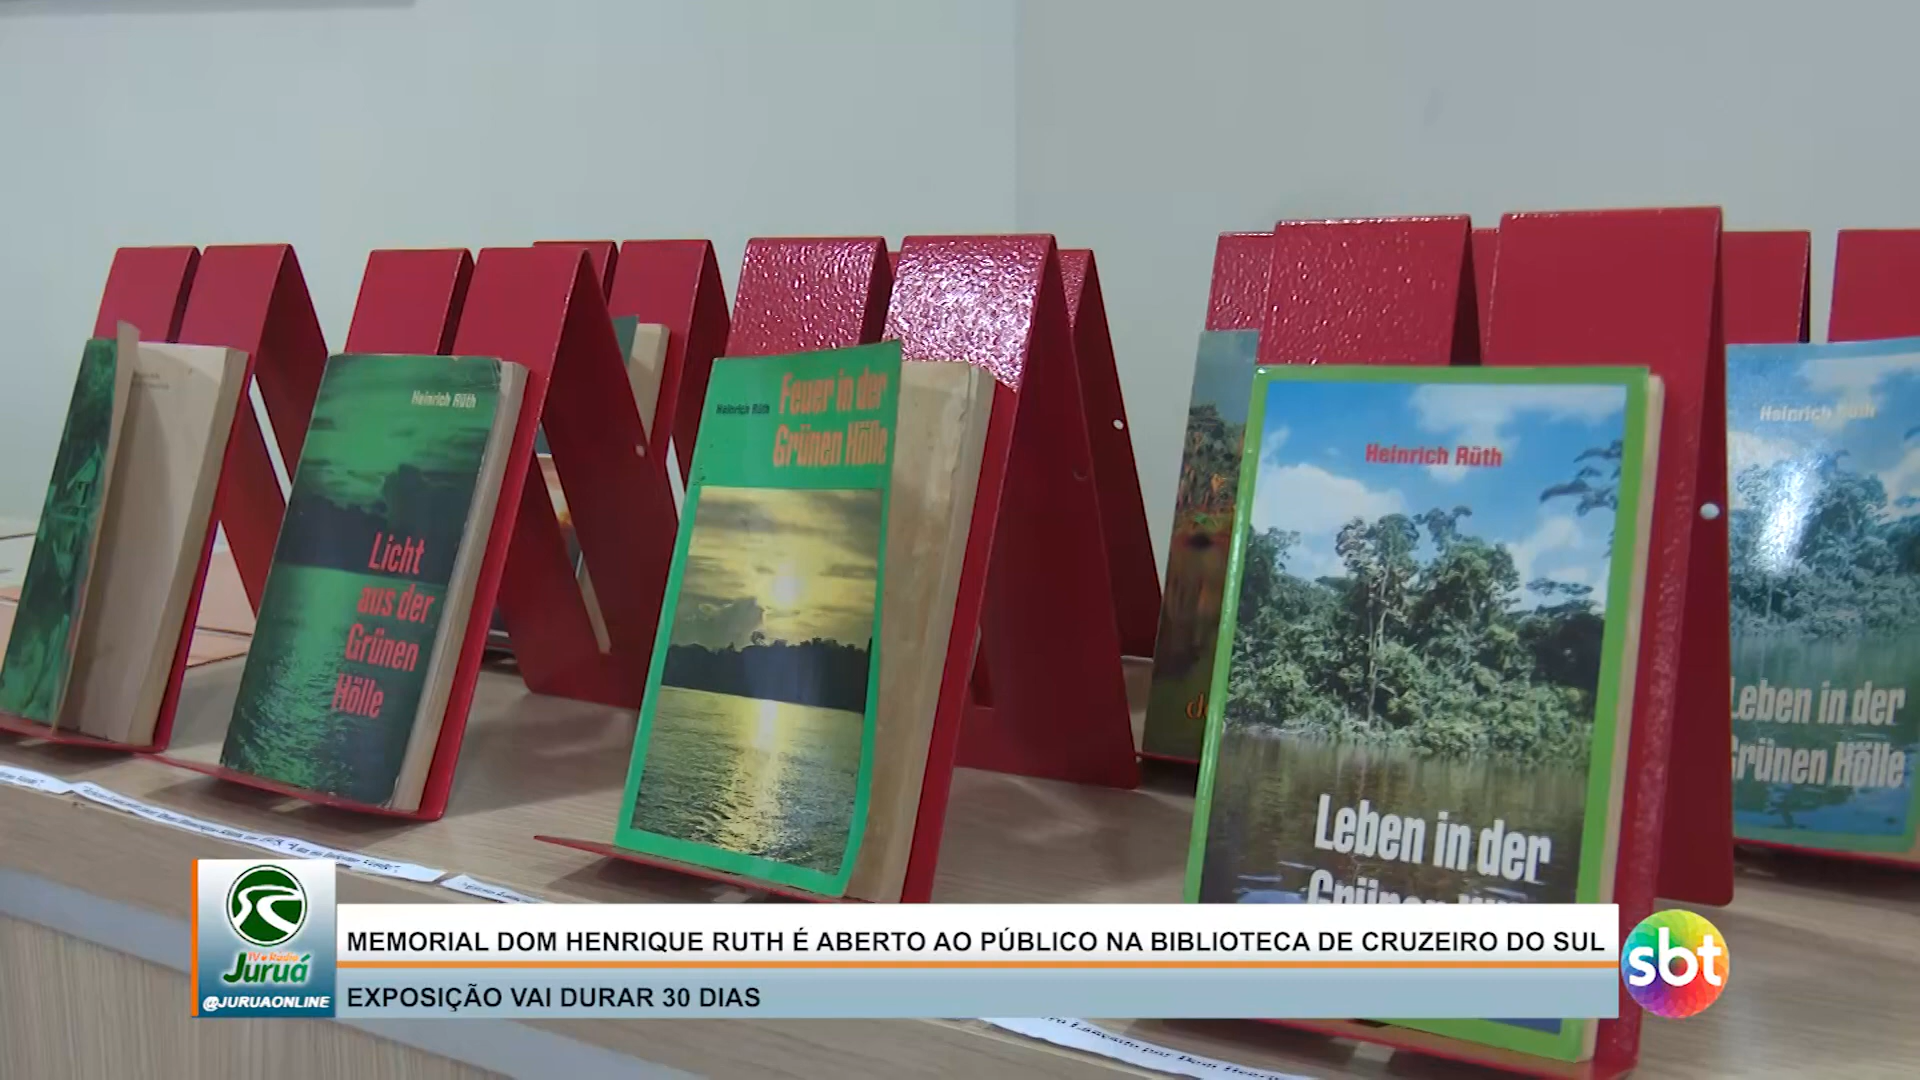 Heinrich Rüth
Licht
aus der
Grünen
Hölle
Heinrich Rüth
Feuer in der
Grünen Hölle
Heinrich Rüth
Leben in der
Heinrich Rüth
Leben in der
Grünen Hölle
TV e Rádio
Juruá
@JURUAONLINE
MEMORIAL DOM HENRIQUE RUTH É ABERTO AO PÚBLICO NA BIBLIOTECA DE CRUZEIRO DO SUL
EXPOSIÇÃO VAI DURAR 30 DIAS
sbt